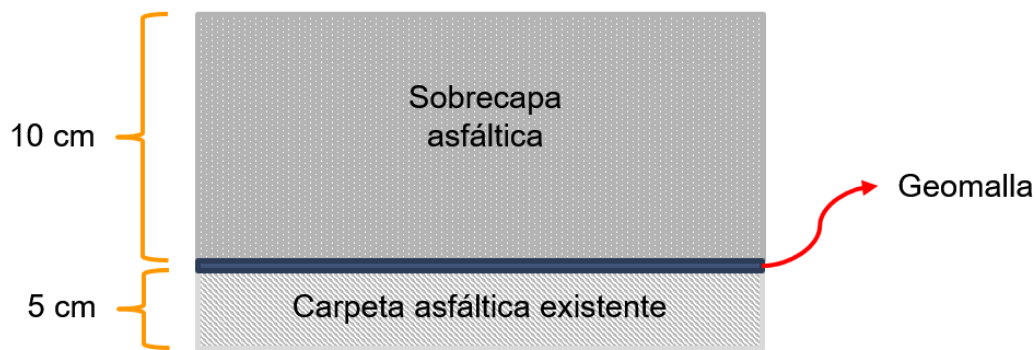 Sobrecapa
asfáltica
10 cm
Geomalla
5 cm
Carpeta asfáltica existente